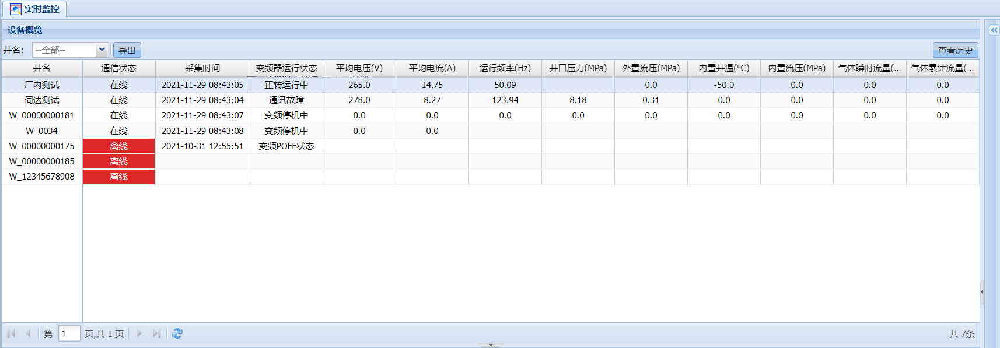 实时监控
设备概览
井名: --全部-- 导出 查看历史
井名 通信状态 采集时间 变频器运行状态 平均电压(V) 平均电流(A) 运行频率(Hz) 井口压力(MPa) 外置流压(MPa) 内置井温(℃) 内置流压(MPa) 气体瞬时流量(... 气体累计流量(...
厂内测试 在线 2021-11-29 08:43:05 正转运行中 265.0 14.75 50.09 0.0 -50.0 0.0 0.0 0.0
伺达测试 在线 2021-11-29 08:43:04 通讯故障 278.0 8.27 123.94 8.18 0.31 0.0 0.0 0.0 0.0
W_00000000181 在线 2021-11-29 08:43:07 变频停机中 0.0 0.0 0.0 0.0 0.0 0.0 0.0 0.0 0.0
W_0034 在线 2021-11-29 08:43:08 变频停机中 0.0 0.0
W_00000000175 离线 2021-10-31 12:55:51 变频POFF状态
W_00000000185 离线
W_12345678908 离线
第 1 页,共 1 页 共 7条